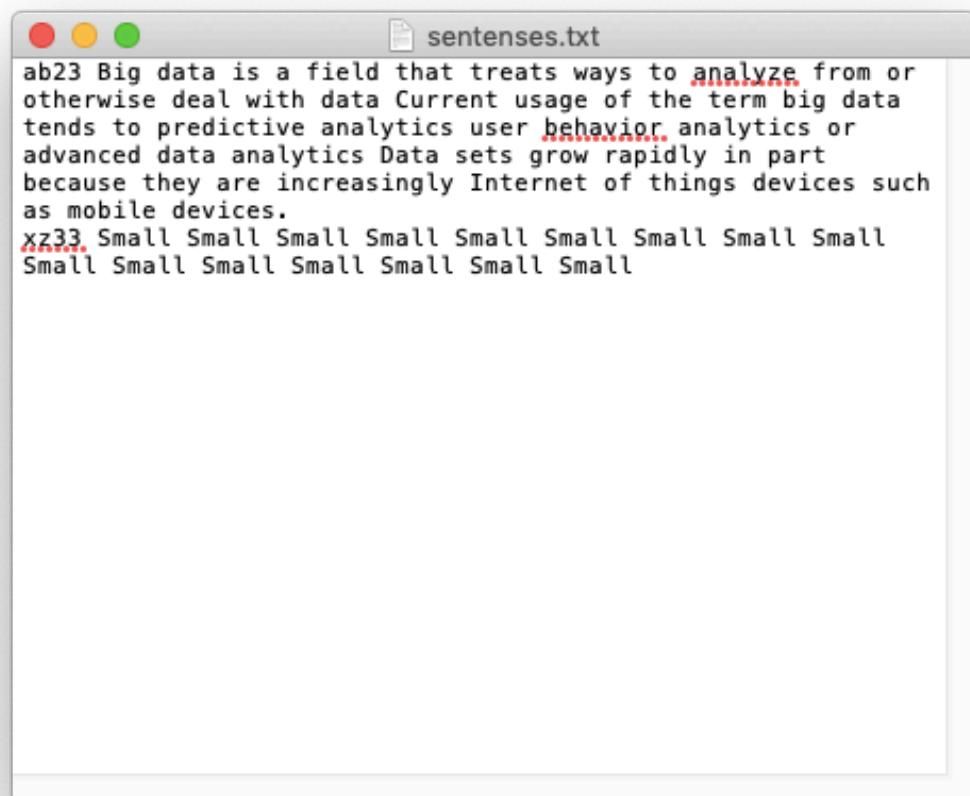 sentenses.txt
ab23 Big data is a field that treats ways to analyze from or
otherwise deal with data Current usage of the term big data
tends to predictive analytics user behavior analytics or
advanced data analytics Data sets grow rapidly in part
because they are increasingly Internet of things devices such
as mobile devices.
xz33 Small Small Small Small Small Small Small Small Small
Small Small Small Small Small Small Small